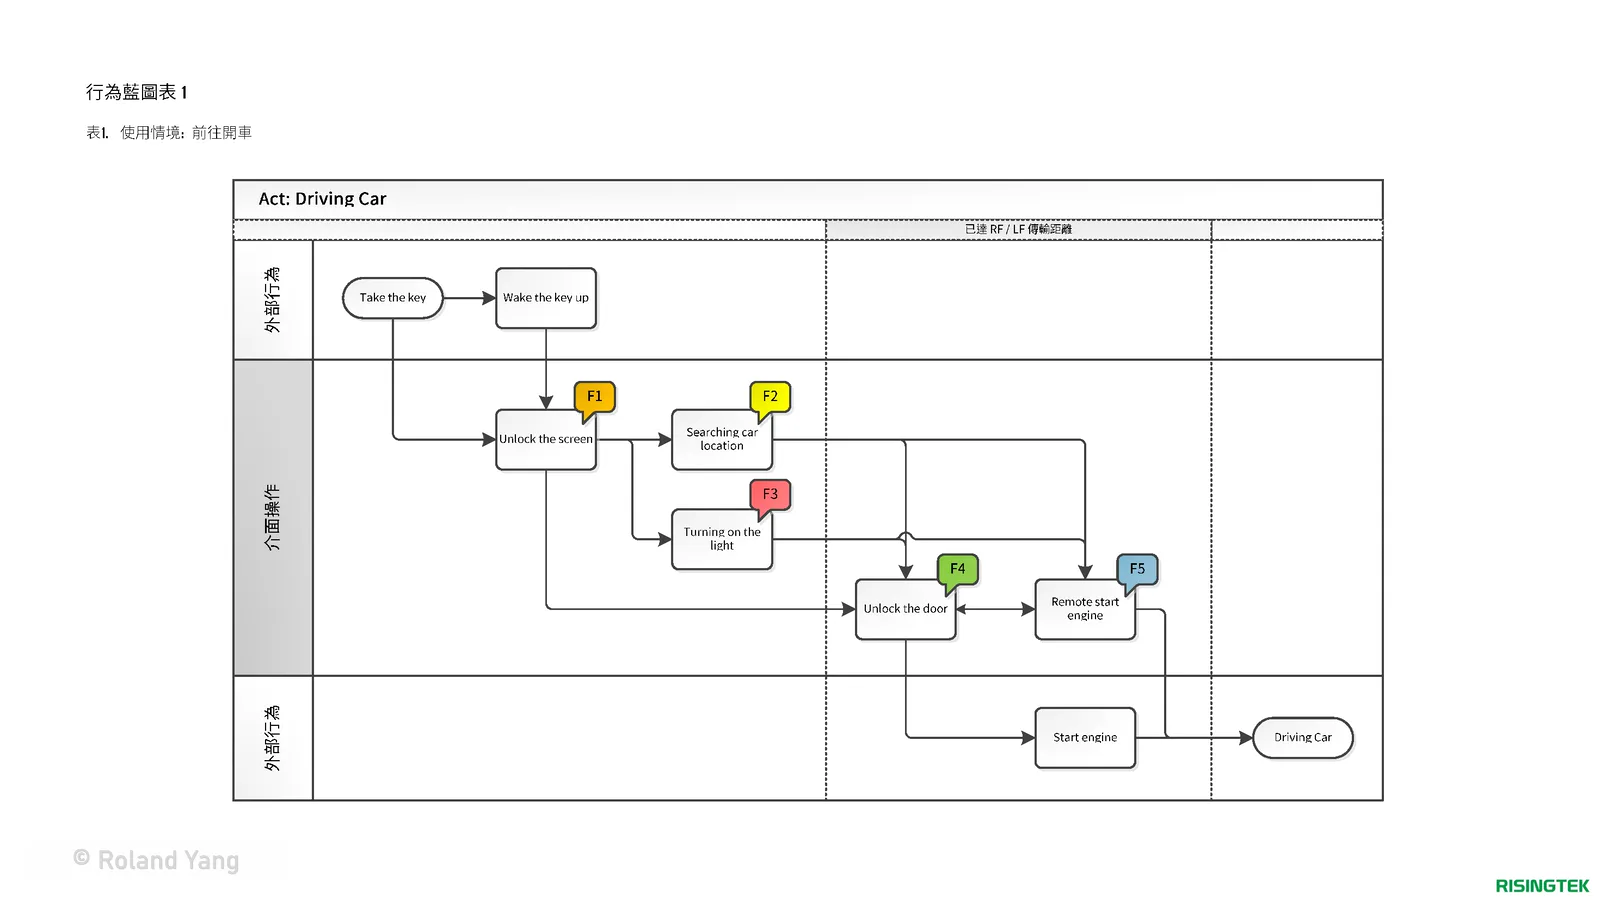 行為藍圖表 1
表1. 使用情境: 前往開車
Act: Driving Car
已達 RF / LF 傳輸距離
外部行為
Take the key
Wake the key up
介面操作
F1
Unlock the screen
F2
Searching car
location
F3
Turning on the
light
F4
Unlock the door
F5
Remote start
engine
外部行為
Start engine
Driving Car
© Roland Yang
RISINGTEK